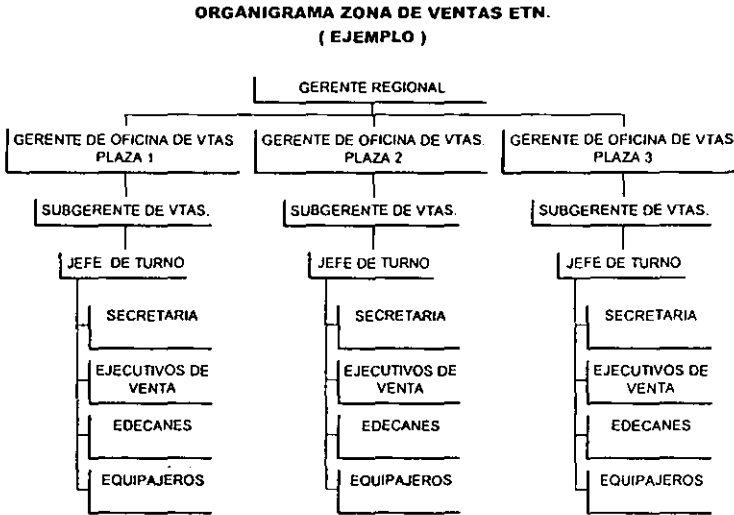 ORGANIGRAMA ZONA DE VENTAS ETN.
( EJEMPLO )
GERENTE REGIONAL
GERENTE DE OFICINA DE VTAS
PLAZA 1
GERENTE DE OFICINA DE VTAS.
PLAZA 2
GERENTE DE OFICINA DE VTAS
PLAZA 3
SUBGERENTE DE VTAS.
SUBGERENTE DE VTAS.
SUBGERENTE DE VTAS.
JEFE DE TURNO
JEFE DE TURNO
JEFE DE TURNO
SECRETARIA
SECRETARIA
SECRETARIA
EJECUTIVOS DE
VENTA
EJECUTIVOS DE
VENTA
EJECUTIVOS DE
VENTA
EDECANES
EDECANES
EDECANES
EQUIPAJEROS
EQUIPAJEROS
EQUIPAJEROS